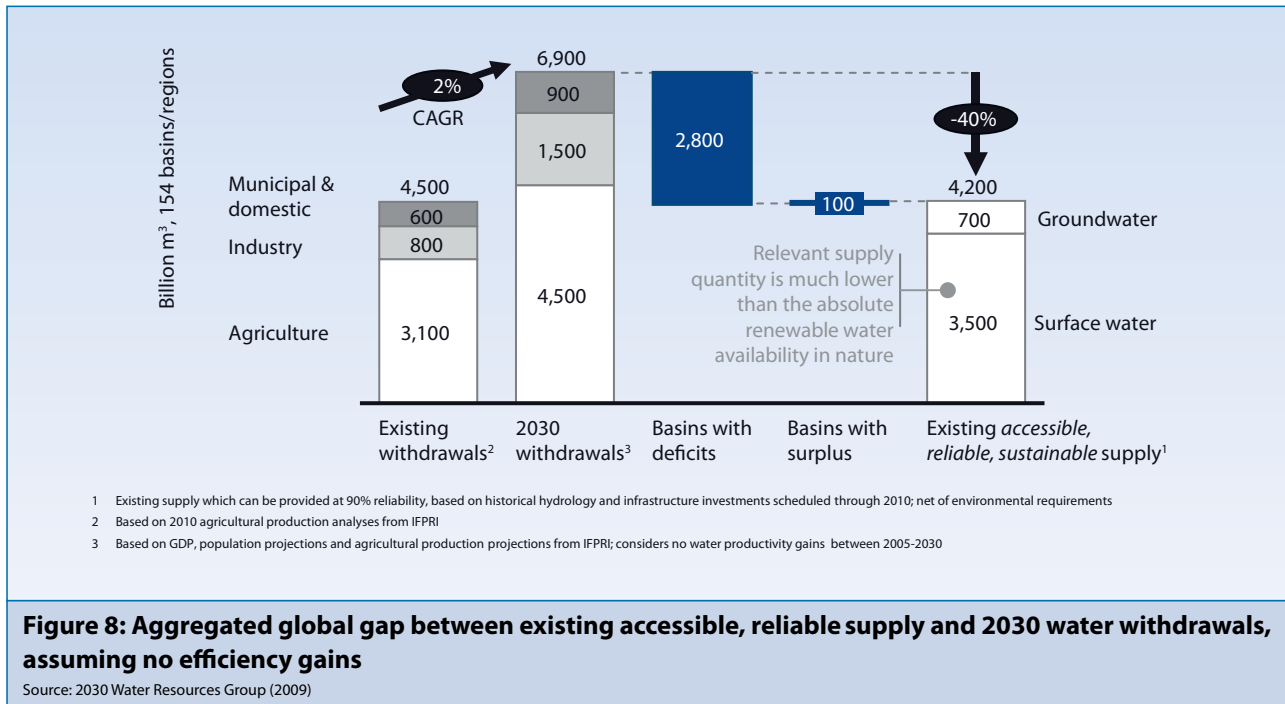 Billion m³, 154 basins/regions
2%
CAGR
6,900
900
1,500
4,500
2,800
-40%
Municipal &
domestic
Industry
Agriculture
4,500
600
800
3,100
100
4,200
700
3,500
Groundwater
Surface water
Relevant supply
quantity is much lower
than the absolute
renewable water
availability in nature
Existing
withdrawals²
2030
withdrawals³
Basins with
deficits
Basins with
surplus
Existing accessible,
reliable, sustainable supply¹
1 Existing supply which can be provided at 90% reliability, based on historical hydrology and infrastructure investments scheduled through 2010; net of environmental requirements
2 Based on 2010 agricultural production analyses from IFPRI
3 Based on GDP, population projections and agricultural production projections from IFPRI; considers no water productivity gains between 2005-2030
Figure 8: Aggregated global gap between existing accessible, reliable supply and 2030 water withdrawals,
assuming no efficiency gains
Source: 2030 Water Resources Group (2009)